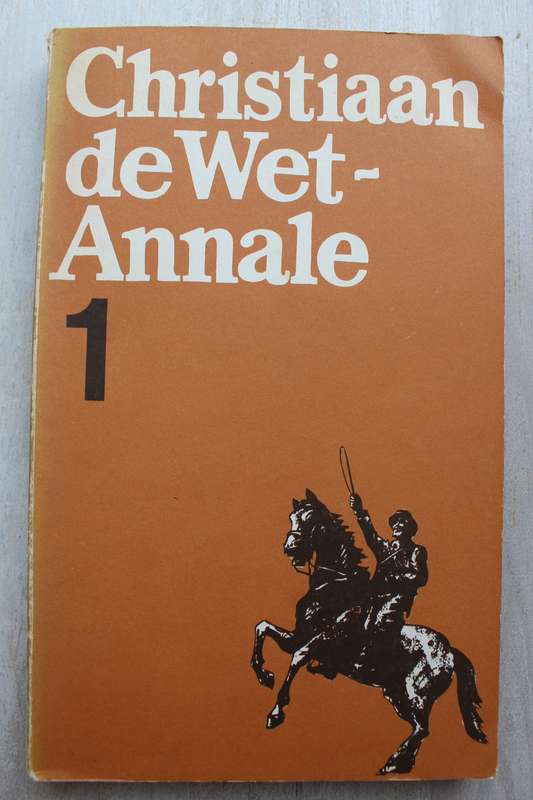 Christiaan
de Wet-
Annale
1